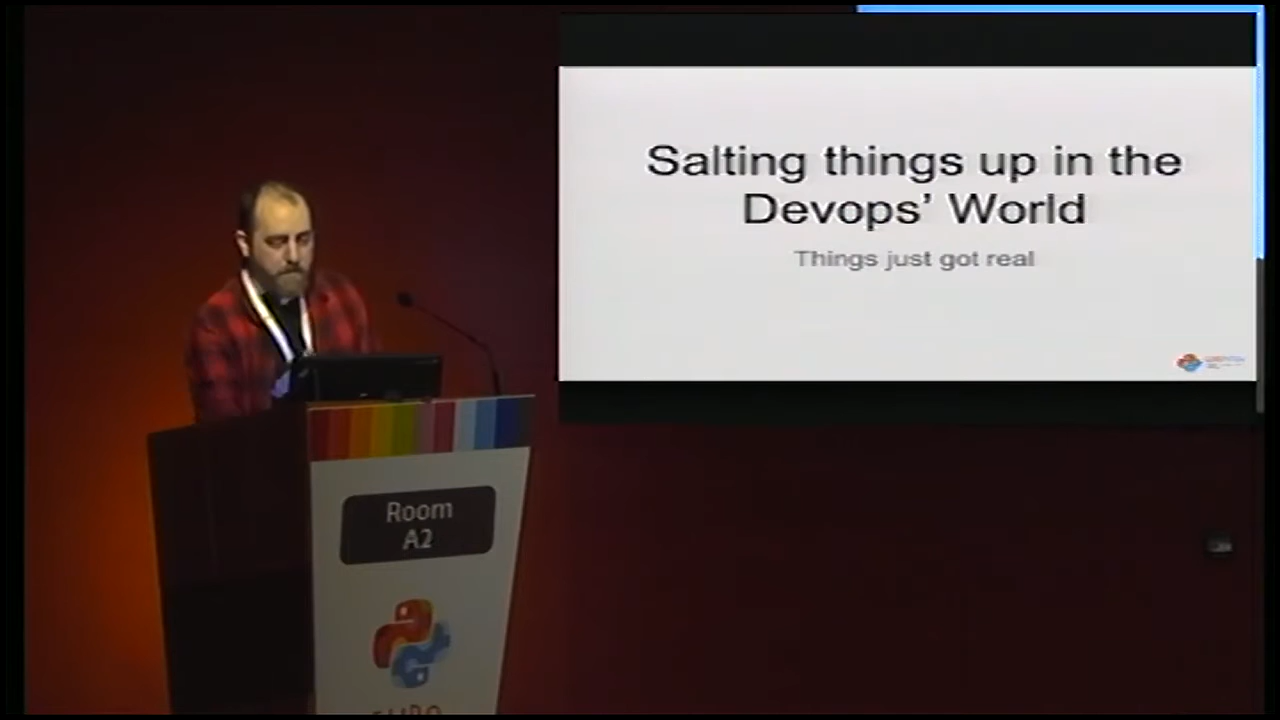 Salting things up in the
Devops' World
Things just got real
Room
A2